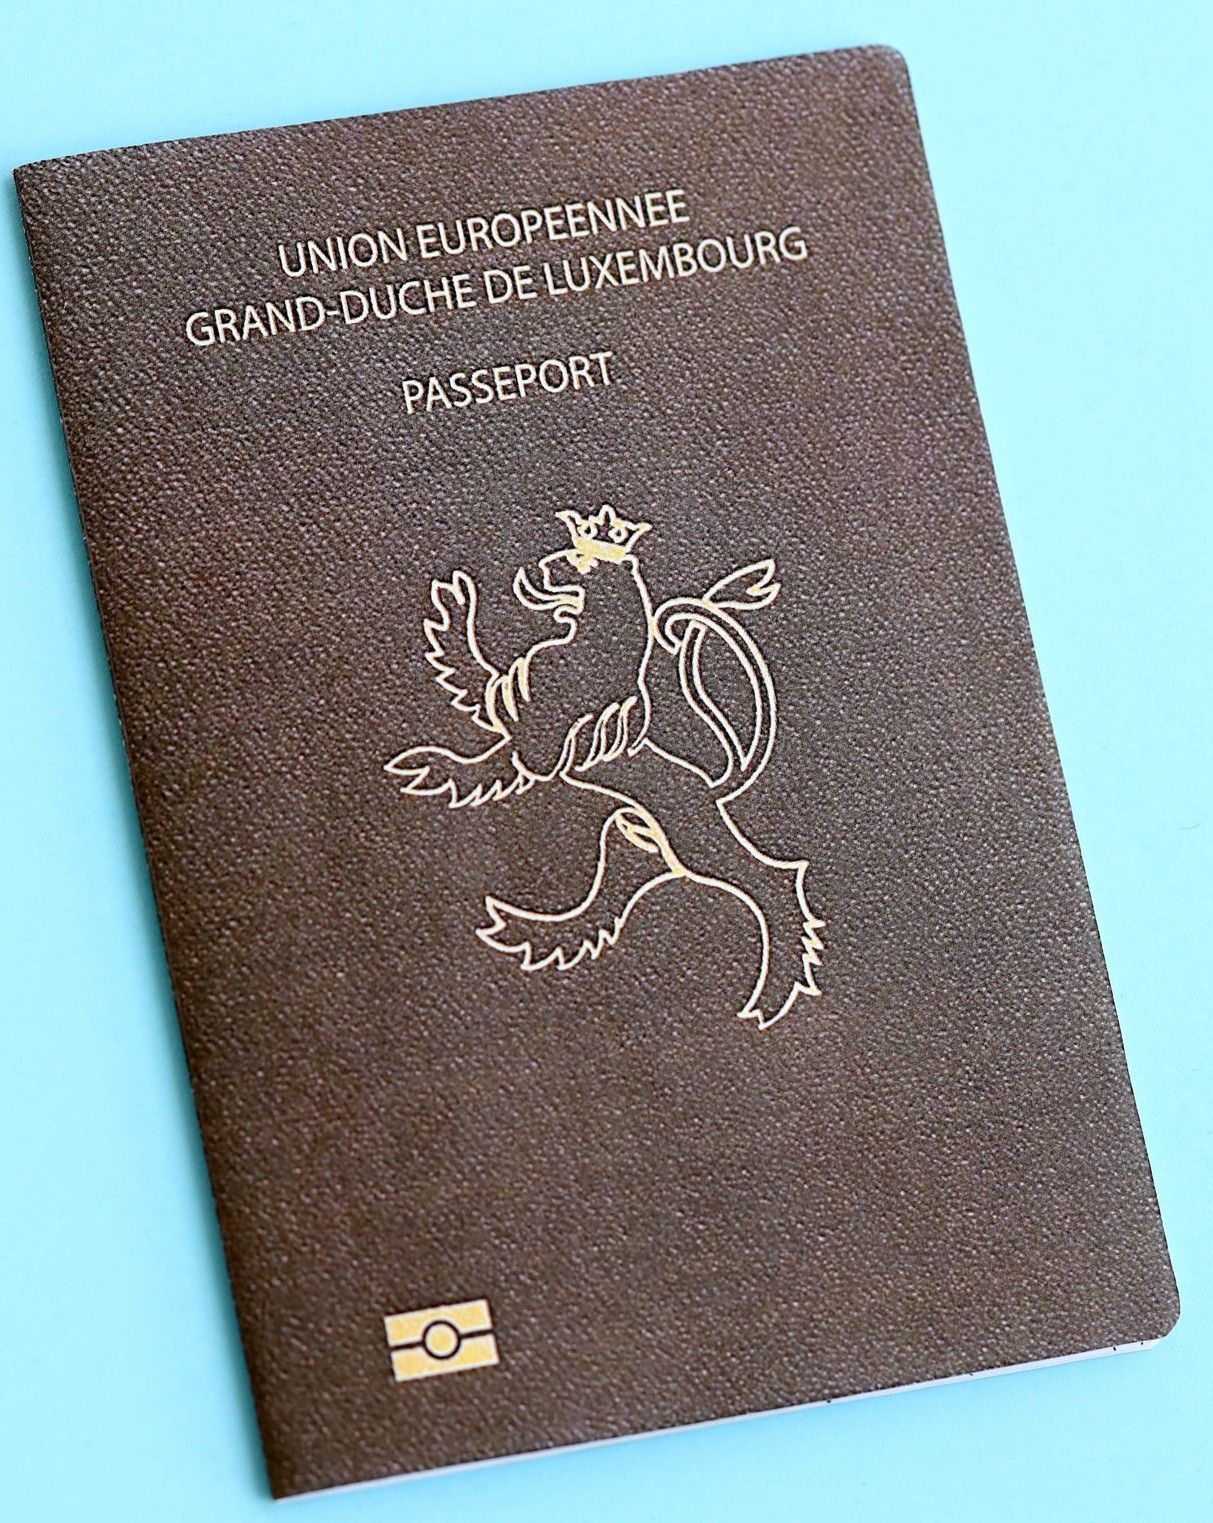 UNION EUROPEENNEE
GRAND-DUCHE DE LUXEMBOURG
PASSEPORT